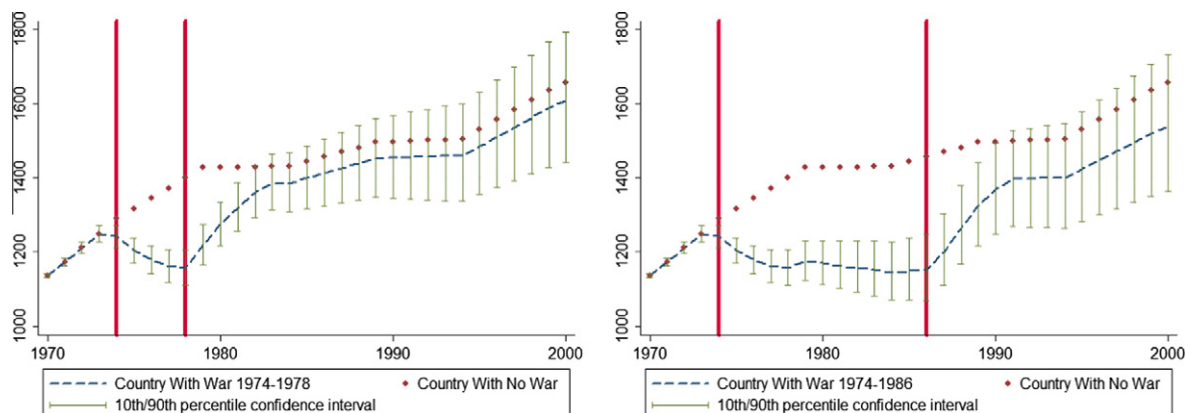 1800
1600
1400
1200
1000
1970 1980 1990 2000
Country With War 1974-1978 Country With No War
10th/90th percentile confidence interval
1800
1600
1400
1200
1000
1970 1980 1990 2000
Country With War 1974-1986 Country With No War
10th/90th percentile confidence interval